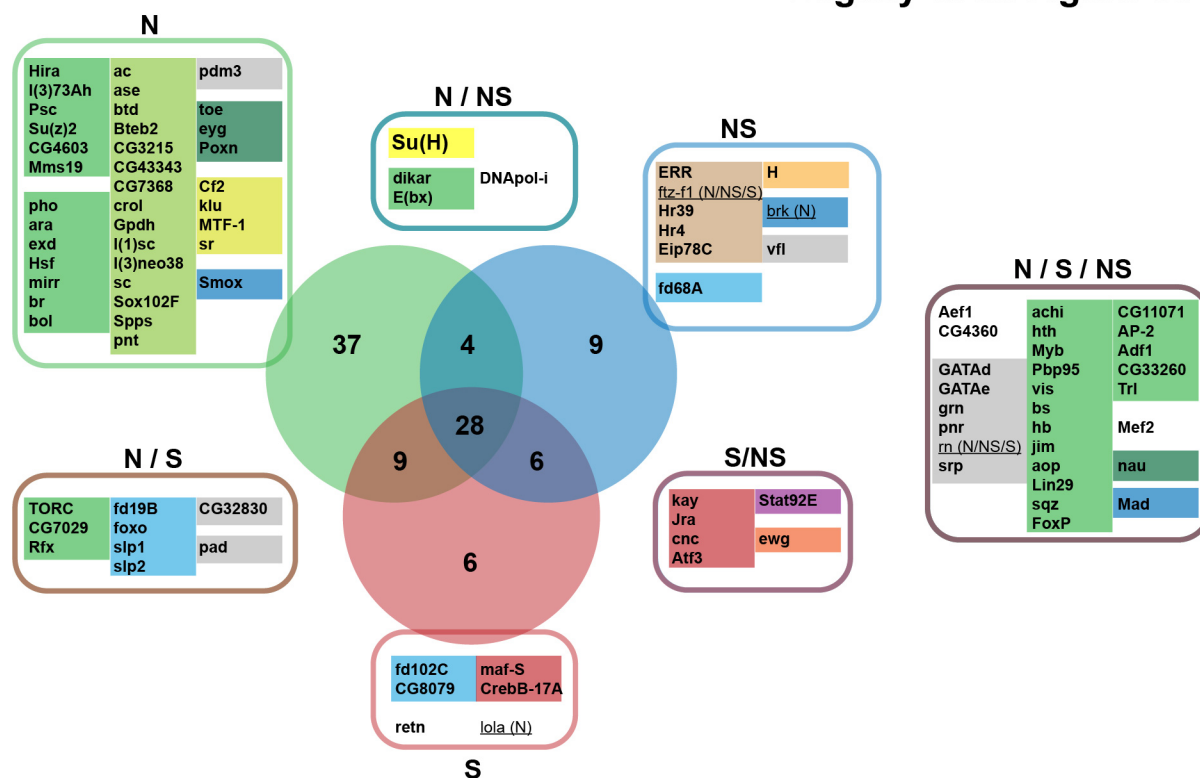 N
Hira
l(3)73Ah
Psc
Su(z)2
CG4603
Mms19
pho
ara
exd
Hsf
mirr
br
bol
ac
ase
btd
Bteb2
CG3215
CG43343
CG7368
crol
Gpdh
l(1)sc
l(3)neo38
sc
Sox102F
Spps
pnt
pdm3
toe
eyg
Poxn
Cf2
klu
MTF-1
sr
Smox
N / NS
Su(H)
dikar
E(bx)
DNApol-i
NS
ERR
ftz-f1 (N/NS/S)
Hr39
Hr4
Eip78C
fd68A
H
brk (N)
vfl
N / S / NS
Aef1
CG4360
GATAd
GATAe
grn
pnr
rn (N/NS/S)
srp
achi
hth
Myb
Pbp95
vis
bs
hb
jim
aop
Lin29
sqz
FoxP
CG11071
AP-2
Adf1
CG33260
Trl
Mef2
nau
Mad
37
4
9
28
9
6
6
N / S
TORC
CG7029
Rfx
fd19B
foxo
slp1
slp2
CG32830
pad
S/NS
kay
Jra
cnc
Atf3
Stat92E
ewg
fd102C
CG8079
retn
maf-S
CrebB-17A
lola (N)
S